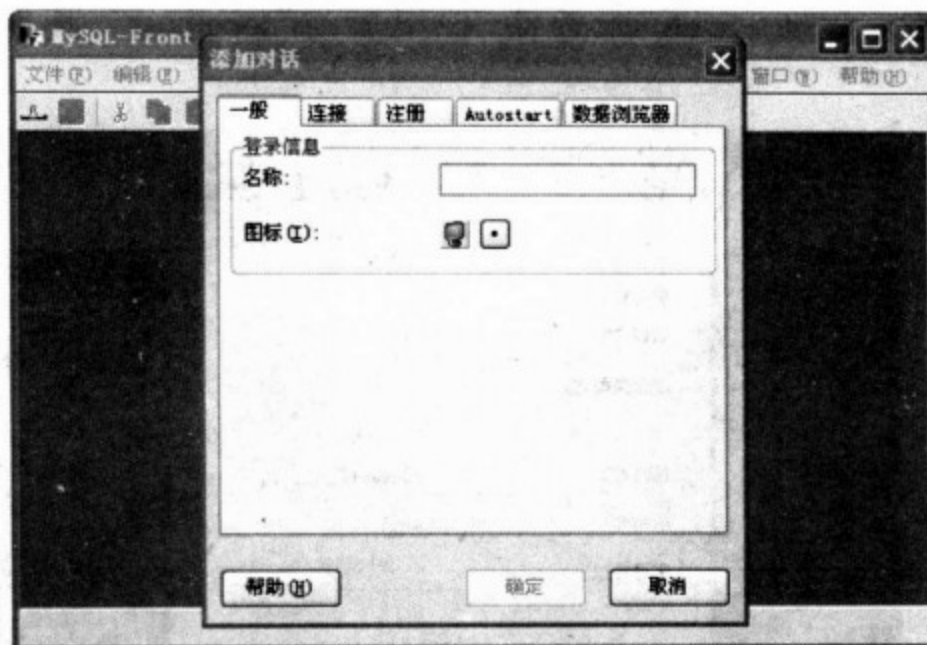 MySQL-Front
添加对话
文件(F) 编辑(E) 窗口(W) 帮助(H)
一般 连接 注册 Autostart 数据浏览器
登录信息
名称:
图标(I):
帮助(H) 确定 取消